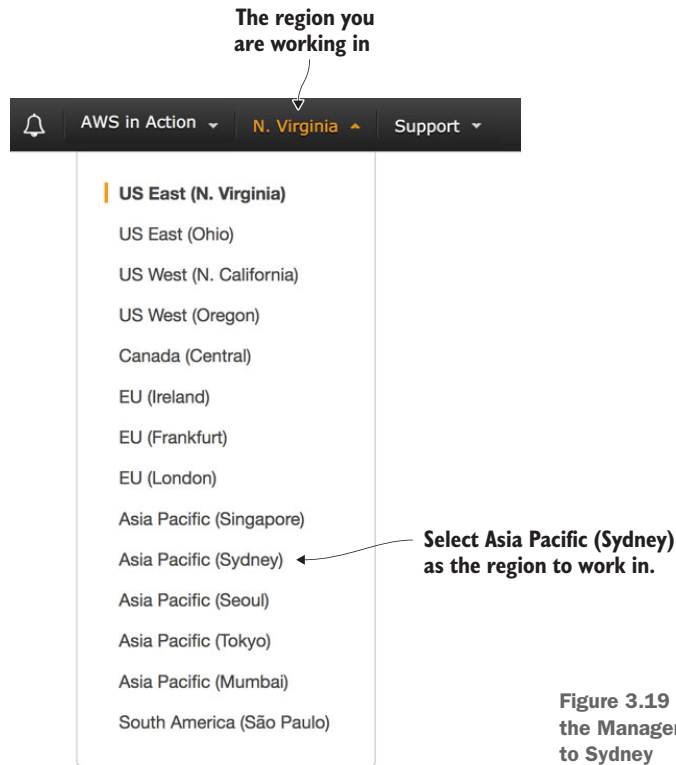 The region you
are working in
AWS in Action
N. Virginia
Support
US East (N. Virginia)
US East (Ohio)
US West (N. California)
US West (Oregon)
Canada (Central)
EU (Ireland)
EU (Frankfurt)
EU (London)
Asia Pacific (Singapore)
Asia Pacific (Sydney)
Select Asia Pacific (Sydney)
as the region to work in.
Asia Pacific (Seoul)
Asia Pacific (Tokyo)
Asia Pacific (Mumbai)
South America (São Paulo)
Figure 3.19
the
to Sydney